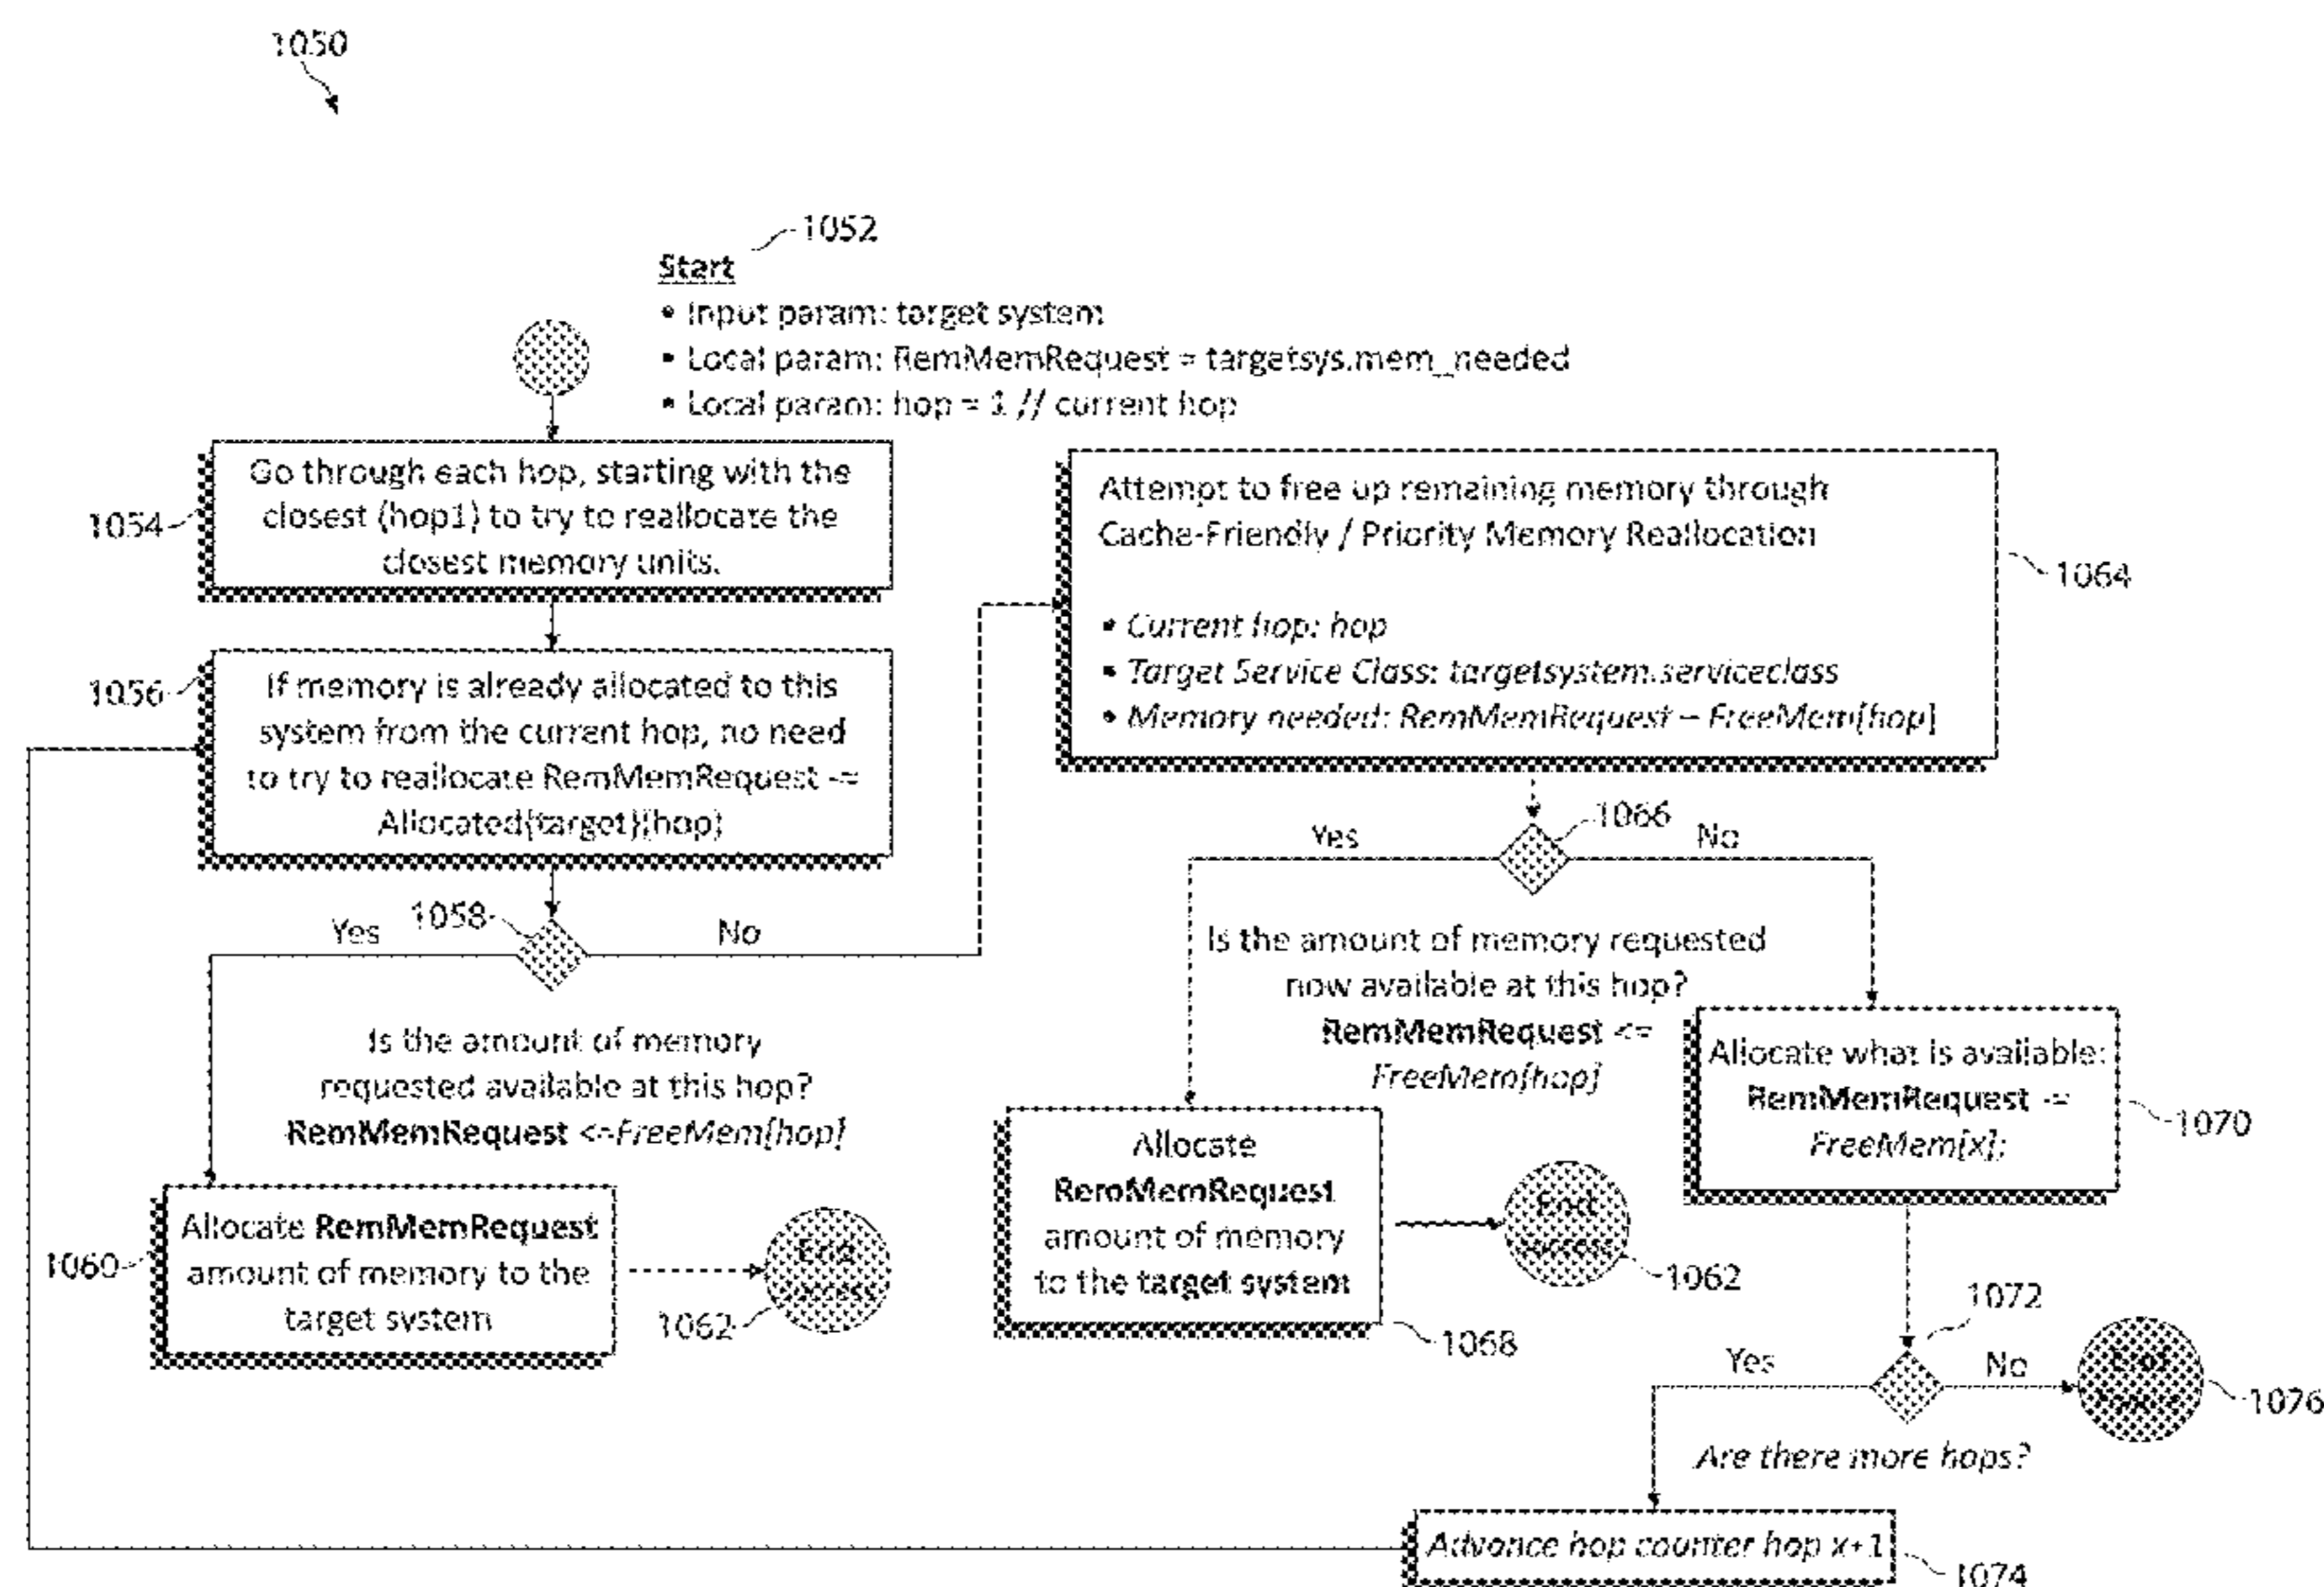 1050
1052
Start
• Input param: target system
• Local param: RemMemRequest = targetsys.mem_needed
• Local param: hop = 1 // current hop
1054
Go through each hop, starting with the
closest (hop1) to try to reallocate the
closest memory units.
1056
If memory is already allocated to this
system from the current hop, no need
to try to reallocate RemMemRequest -=
Allocated(target)(hop)
1058
Yes
No
Is the amount of memory
requested available at this hop?
RemMemRequest <=FreeMem[hop]
1060
Allocate RemMemRequest
amount of memory to the
target system
End
1062
Attempt to free up remaining memory through
Cache-Friendly / Priority Memory Reallocation
• Current hop: hop
• Target Service Class: targetsystem.serviceclass
• Memory needed: RemMemRequest – FreeMem[hop]
1064
1066
Yes
No
Is the amount of memory requested
now available at this hop?
RemMemRequest <=
FreeMem[hop]
Allocate
RemMemRequest
amount of memory
to the target system
1068
End
success
1062
Allocate what is available:
RemMemRequest -=
FreeMem[x];
1070
1072
Yes
No
Are there more hops?
1076
Advance hop counter hop x+1
1074